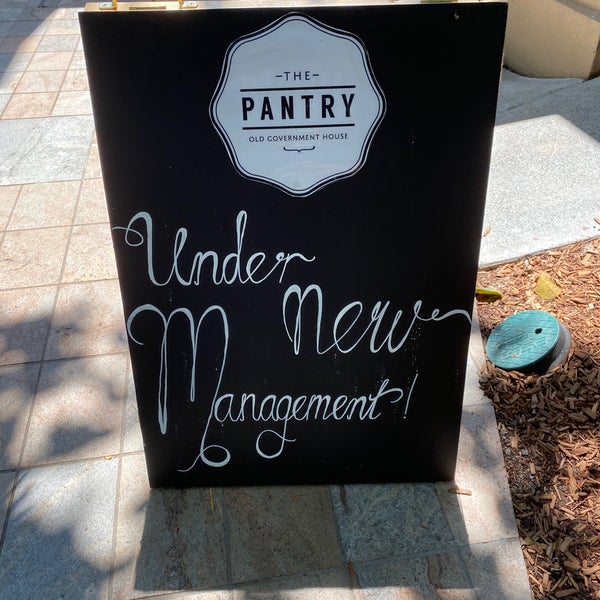 –THE–
PANTRY
OLD GOVERNMENT HOUSE
Under
New
Management!